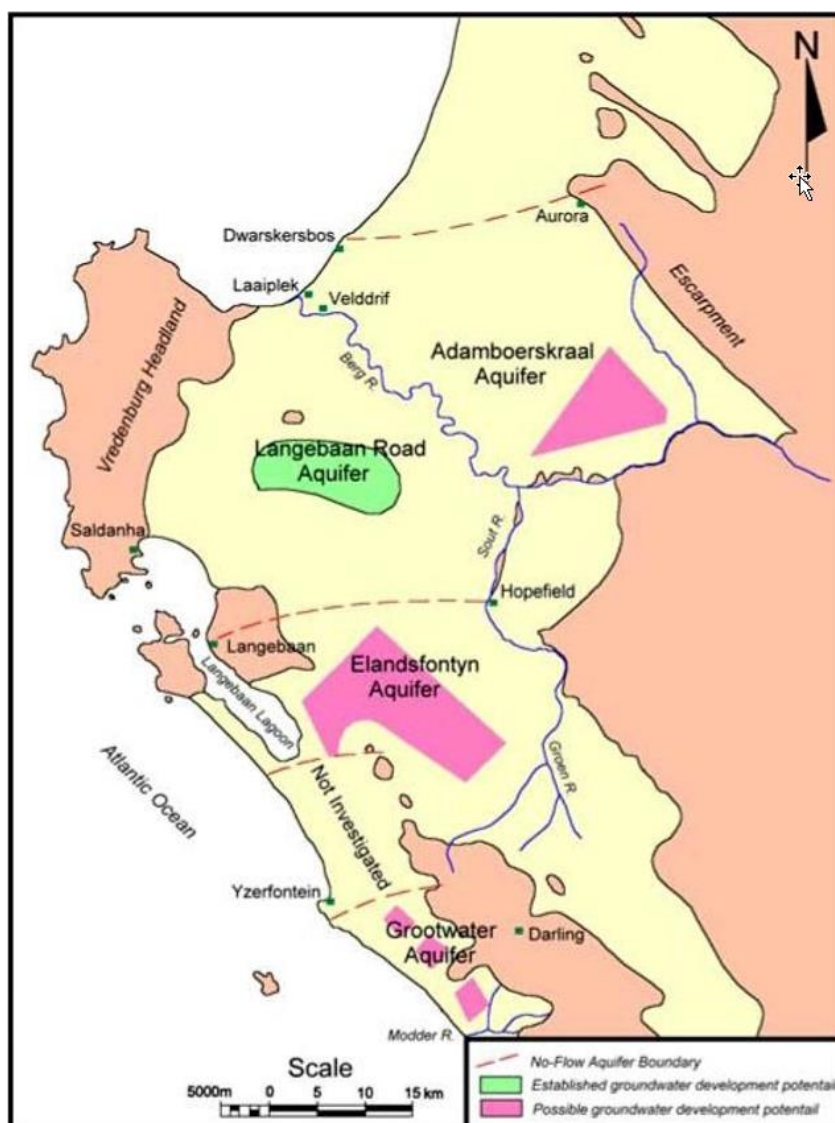 N
Aurora
Dwarskersbos
Laaiplek
Velddrif
Escarpment
Vredenburg Headland
Berg R.
Adamboerskraal
Aquifer
Langebaan Road
Aquifer
Saldanha
Sout R.
Hopefield
Langebaan
Langebaan Lagoon
Elandsfontyn
Aquifer
Atlantic Ocean
Groen R.
Not Investigated
Yzerfontein
Grootwater
Aquifer
Darling
Modder R.
Scale
5000m 0 5 10 15 km
No-Flow Aquifer Boundary
Established groundwater development potentail
Possible groundwater development potentail